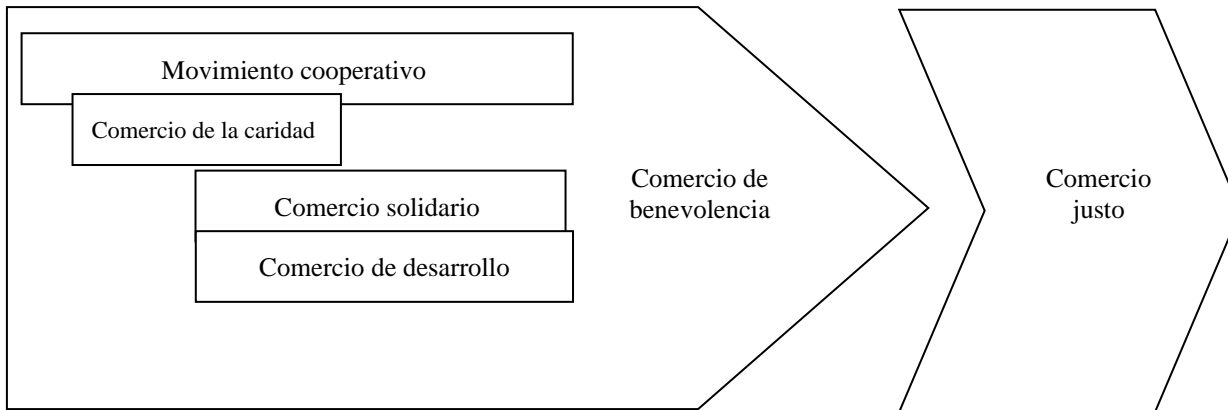 Movimiento cooperativo
Comercio de la caridad
Comercio solidario
Comercio de desarrollo
Comercio de
benevolencia
Comercio
justo